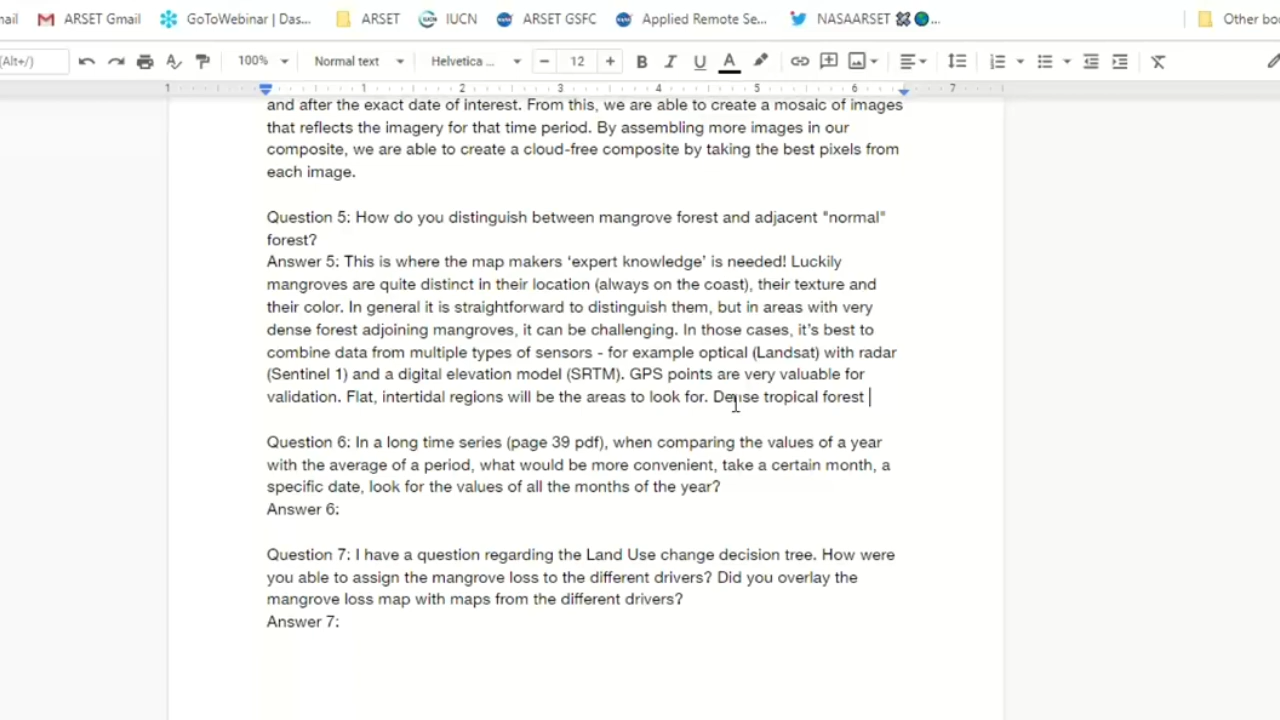 ARSET Gmail
GoToWebinar | Das...
ARSET
IUCN
ARSET GSFC
Applied Remote Se...
NASAARSET
Other bo
(Alt+/)
100%
Normal text
Helvetica ...
12
B I U A
1 1 2 3 4 5 6 7
and after the exact date of interest. From this, we are able to create a mosaic of images
that reflects the imagery for that time period. By assembling more images in our
composite, we are able to create a cloud-free composite by taking the best pixels from
each image.
Question 5: How do you distinguish between mangrove forest and adjacent "normal"
forest?
Answer 5: This is where the map makers ‘expert knowledge’ is needed! Luckily
mangroves are quite distinct in their location (always on the coast), their texture and
their color. In general it is straightforward to distinguish them, but in areas with very
dense forest adjoining mangroves, it can be challenging. In those cases, it’s best to
combine data from multiple types of sensors - for example optical (Landsat) with radar
(Sentinel 1) and a digital elevation model (SRTM). GPS points are very valuable for
validation. Flat, intertidal regions will be the areas to look for. Dense tropical forest
Question 6: In a long time series (page 39 pdf), when comparing the values of a year
with the average of a period, what would be more convenient, take a certain month, a
specific date, look for the values of all the months of the year?
Answer 6:
Question 7: I have a question regarding the Land Use change decision tree. How were
you able to assign the mangrove loss to the different drivers? Did you overlay the
mangrove loss map with maps from the different drivers?
Answer 7: